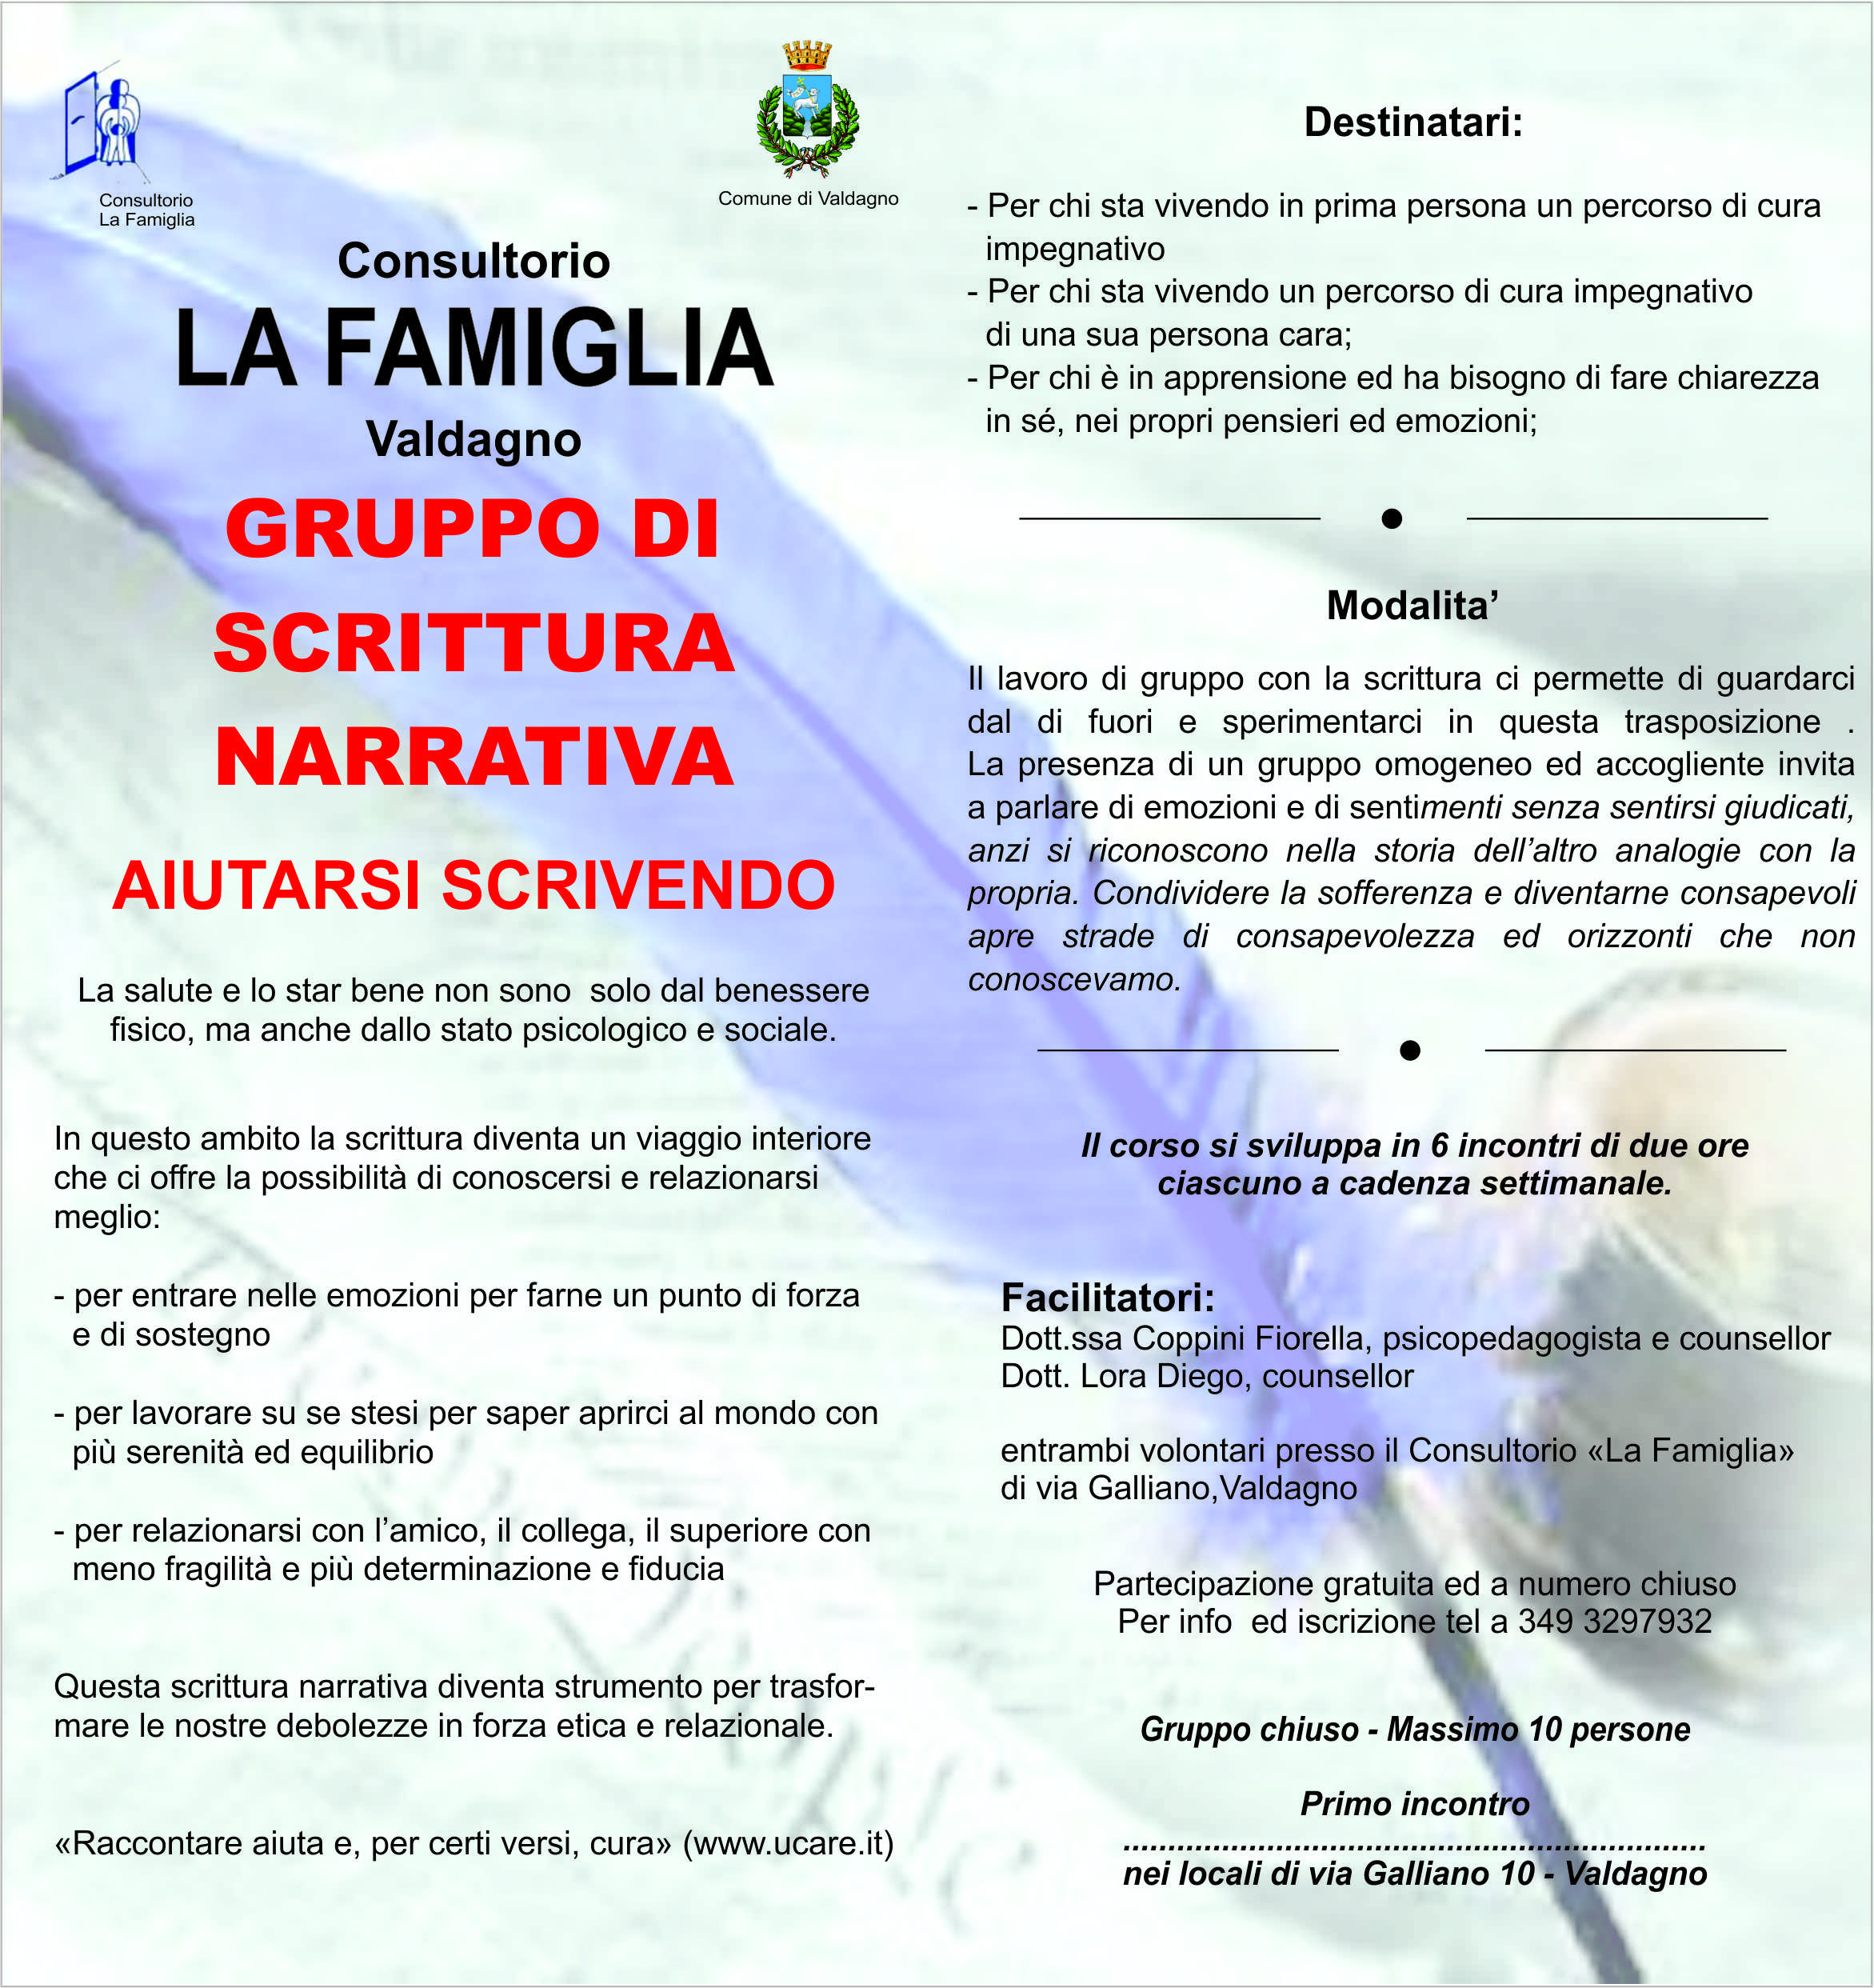 Consultorio
La Famiglia
Comune di Valdagno
Consultorio
LA FAMIGLIA
Valdagno
GRUPPO DI
SCRITTURA
NARRATIVA
AIUTARSI SCRIVENDO
La salute e lo star bene non sono solo dal benessere
fisico, ma anche dallo stato psicologico e sociale.
In questo ambito la scrittura diventa un viaggio interiore
che ci offre la possibilità di conoscersi e relazionarsi
meglio:
- per entrare nelle emozioni per farne un punto di forza
e di sostegno
- per lavorare su se stesi per saper aprirci al mondo con
più serenità ed equilibrio
- per relazionarsi con l’amico, il collega, il superiore con
meno fragilità e più determinazione e fiducia
Questa scrittura narrativa diventa strumento per trasfor-
mare le nostre debolezze in forza etica e relazionale.
«Raccontare aiuta e, per certi versi, cura» (www.ucare.it)
Destinatari:
- Per chi sta vivendo in prima persona un percorso di cura
impegnativo
- Per chi sta vivendo un percorso di cura impegnativo
di una sua persona cara;
- Per chi è in apprensione ed ha bisogno di fare chiarezza
in sé, nei propri pensieri ed emozioni;
Modalita’
Il lavoro di gruppo con la scrittura ci permette di guardarci
dal di fuori e sperimentarci in questa trasposizione .
La presenza di un gruppo omogeneo ed accogliente invita
a parlare di emozioni e di sentimenti senza sentirsi giudicati,
anzi si riconoscono nella storia dell’altro analogie con la
propria. Condividere la sofferenza e diventarne consapevoli
apre strade di consapevolezza ed orizzonti che non
conoscevamo.
Il corso si sviluppa in 6 incontri di due ore
ciascuno a cadenza settimanale.
Facilitatori:
Dott.ssa Coppini Fiorella, psicopedagogista e counsellor
Dott. Lora Diego, counsellor
entrambi volontari presso il Consultorio «La Famiglia»
di via Galliano,Valdagno
Partecipazione gratuita ed a numero chiuso
Per info ed iscrizione tel a 349 3297932
Gruppo chiuso - Massimo 10 persone
Primo incontro
.................................................................
nei locali di via Galliano 10 - Valdagno